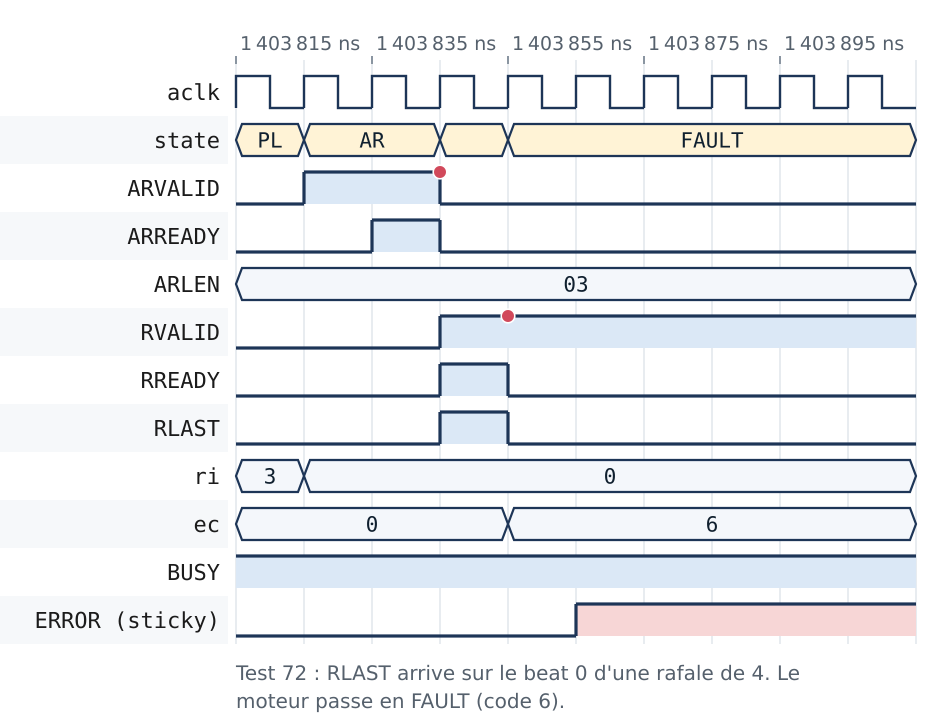 1 403 815 ns 1 403 835 ns 1 403 855 ns 1 403 875 ns 1 403 895 ns
aclk
state PL AR FAULT
ARVALID
ARREADY
ARLEN 03
RVALID
RREADY
RLAST
ri 3 0
ec 0 6
BUSY
ERROR (sticky)
Test 72 : RLAST arrive sur le beat 0 d'une rafale de 4. Le
moteur passe en FAULT (code 6).